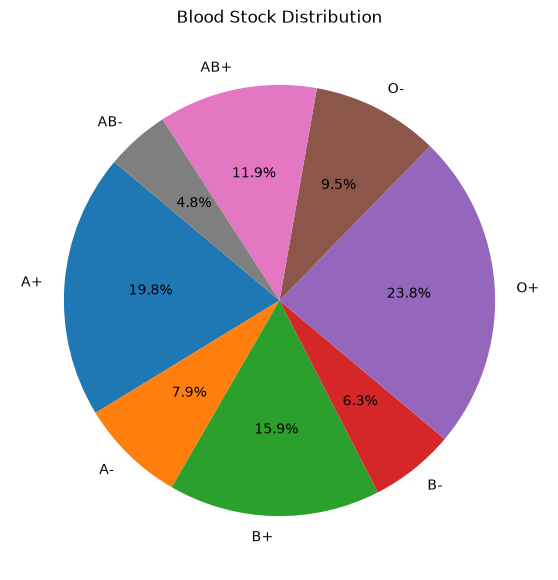 Blood Stock Distribution
AB+
O-
AB-
11.9%
9.5%
4.8%
A+
19.8%
23.8%
O+
7.9%
6.3%
15.9%
A-
B-
B+